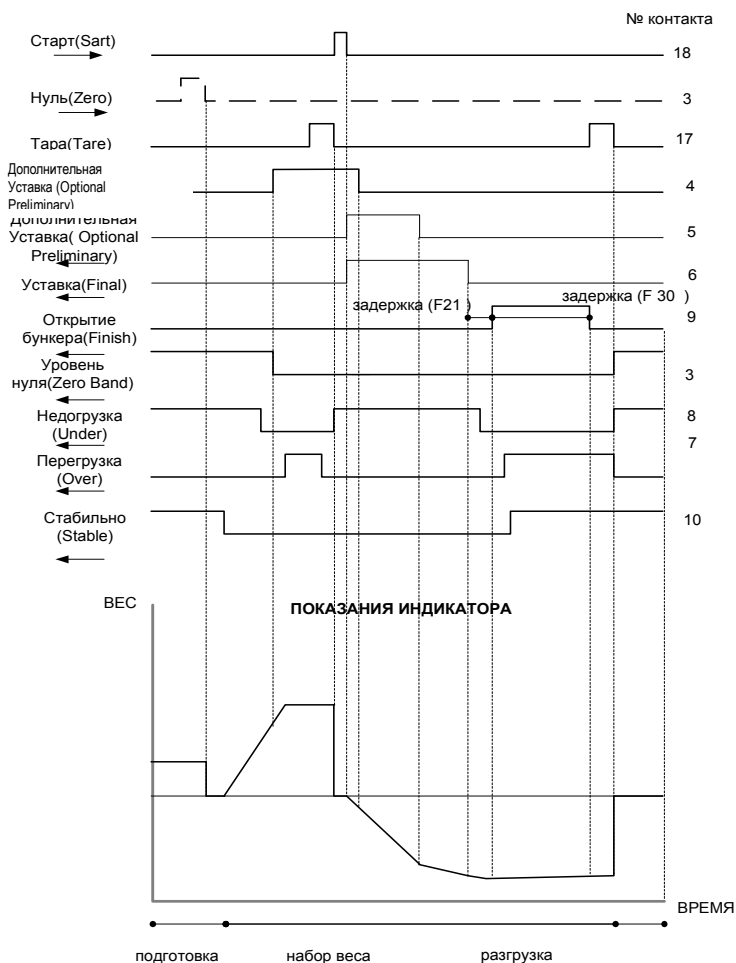 № контакта
Старт(Sart)
18
Нуль(Zero)
3
Тара(Tare)
17
Дополнительная
Уставка (Optional
Preliminary)
4
Дополнительная
Уставка( Optional
Preliminary)
5
Уставка(Final)
6
задержка (F21 )
задержка (F 30 )
Открытие
бункера(Finish)
9
Уровень
нуля(Zero Band)
3
Недогрузка
(Under)
8
7
Перегрузка
(Over)
Стабильно
(Stable)
10
ВЕС
ПОКАЗАНИЯ ИНДИКАТОРА
ВРЕМЯ
подготовка
набор веса
разгрузка